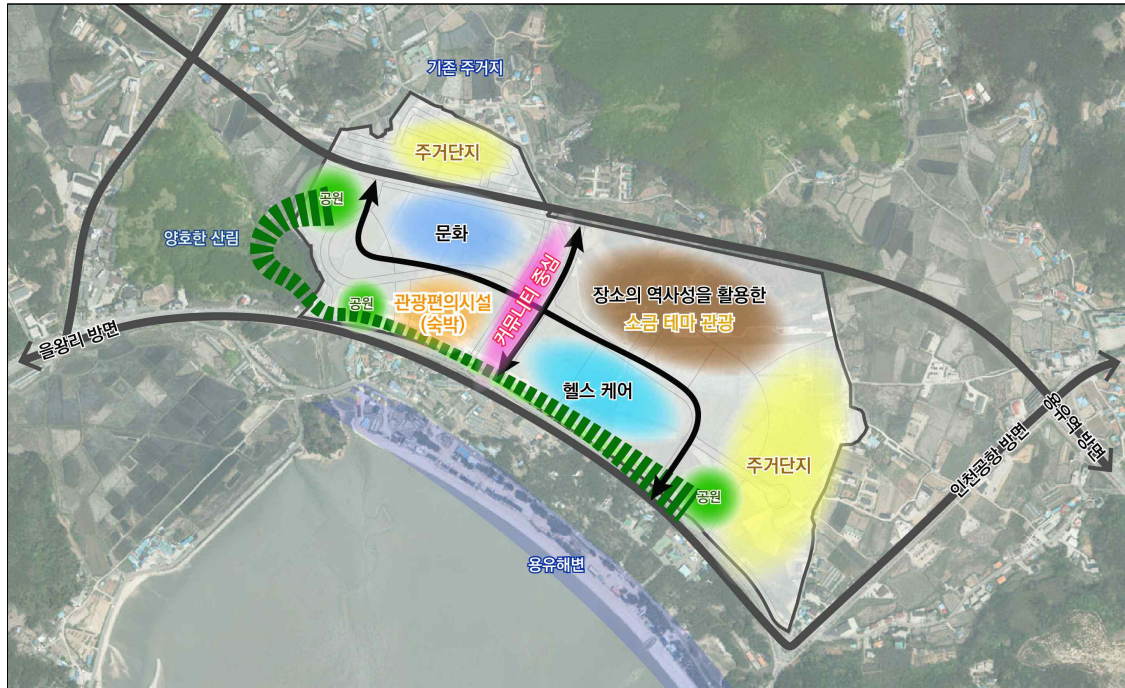 기존 주거지
주거단지
공원
문화
양호한 산림
커뮤니티 중심
장소의 역사성을 활용한
소금 테마 관광
공원
관광편의시설
(숙박)
을왕리 방면
헬스 케어
용유역 방면
인천공항 방면
주거단지
공원
용유해변